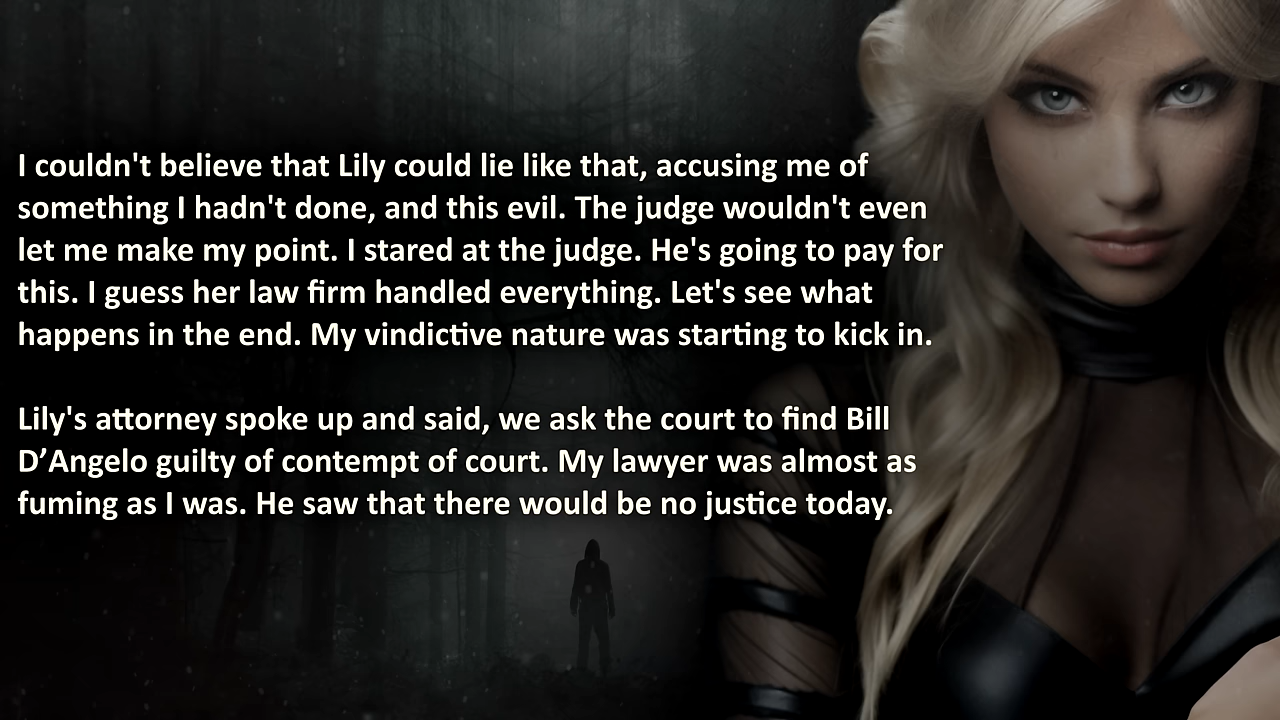 I couldn't believe that Lily could lie like that, accusing me of
something I hadn't done, and this evil. The judge wouldn't even
let me make my point. I stared at the judge. He's going to pay for
this. I guess her law firm handled everything. Let's see what
happens in the end. My vindictive nature was starting to kick in.
Lily's attorney spoke up and said, we ask the court to find Bill
D’Angelo guilty of contempt of court. My lawyer was almost as
fuming as I was. He saw that there would be no justice today.